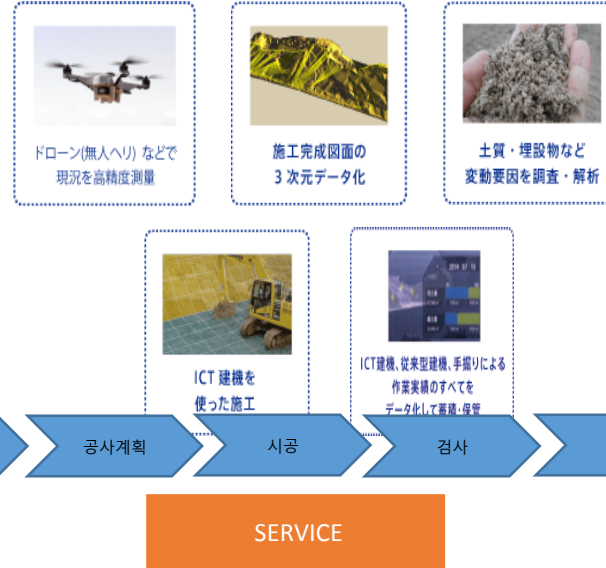 ドローン(無人ヘリ) などで
現況を高精度測量
施工完成図面の
3 次元データ化
土質・埋設物など
変動要因を調査・解析
ICT 建機を
使った施工
2014 07
ICT建機、従来型建機、手掘りによる
作業実績のすべてを
データ化して蓄積・保管
공사계획
시공
검사
SERVICE